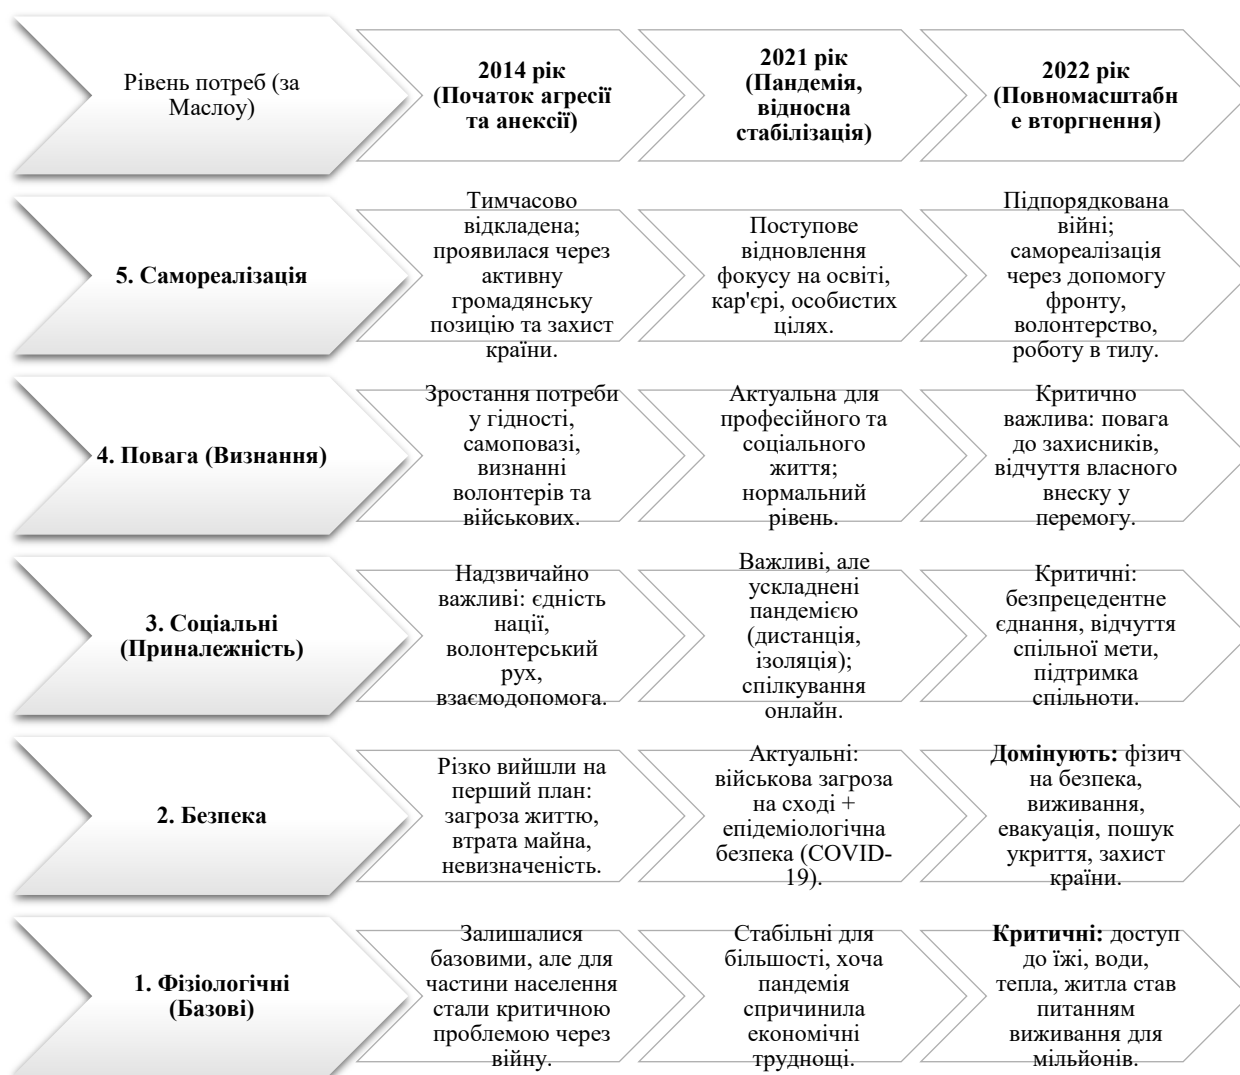 Рівень потреб (за
Маслоу)
2014 рік
(Початок агресії
та анексії)
2021 рік
(Пандемія,
відносна
стабілізація)
2022 рік
(Повномасштабн
е вторгнення)
5. Самореалізація
Тимчасово
відкладена;
проявилася через
активну
громадянську
позицію та захист
країни.
Поступове
відновлення
фокусу на освіті,
кар'єрі, особистих
цілях.
Підпорядкована
війні;
самореалізація
через допомогу
фронту,
волонтерство,
роботу в тилу.
4. Повага (Визнання)
Зростання потреби
у гідності,
самоповазі,
визнанні
волонтерів та
військових.
Актуальна для
професійного та
соціального
життя;
нормальний
рівень.
Критично
важлива: повага
до захисників,
відчуття власного
внеску у
перемогу.
3. Соціальні
(Приналежність)
Надзвичайно
важливі: єдність
нації,
волонтерський
рух,
взаємодопомога.
Важливі, але
ускладнені
пандемією
(дистанція,
ізоляція);
спілкування
онлайн.
Критичні:
безпрецедентне
єднання, відчуття
спільної мети,
підтримка
спільноти.
2. Безпека
Різко вийшли на
перший план:
загроза життю,
втрата майна,
невизначеність.
Актуальні:
військова загроза
на сході +
епідеміологічна
безпека (COVID-
19).
Домінують: фізич
на безпека,
виживання,
евакуація, пошук
укриття, захист
країни.
1. Фізіологічні
(Базові)
Залишалися
базовими, але для
частини населення
стали критичною
проблемою через
війну.
Стабільні для
більшості, хоча
пандемія
спричинила
економічні
труднощі.
Критичні: доступ
до їжі, води,
тепла, житла став
питанням
виживання для
мільйонів.